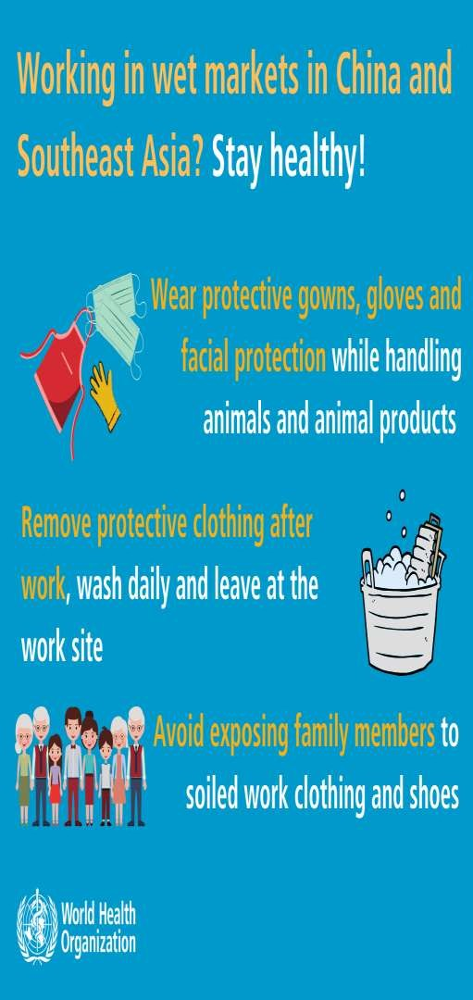 Working in wet markets in China and
Southeast Asia? Stay healthy!
Wear protective gowns, gloves and
facial protection while handling
animals and animal products
Remove protective clothing after
work, wash daily and leave at the
work site
Avoid exposing family members to
soiled work clothing and shoes
World Health
Organization